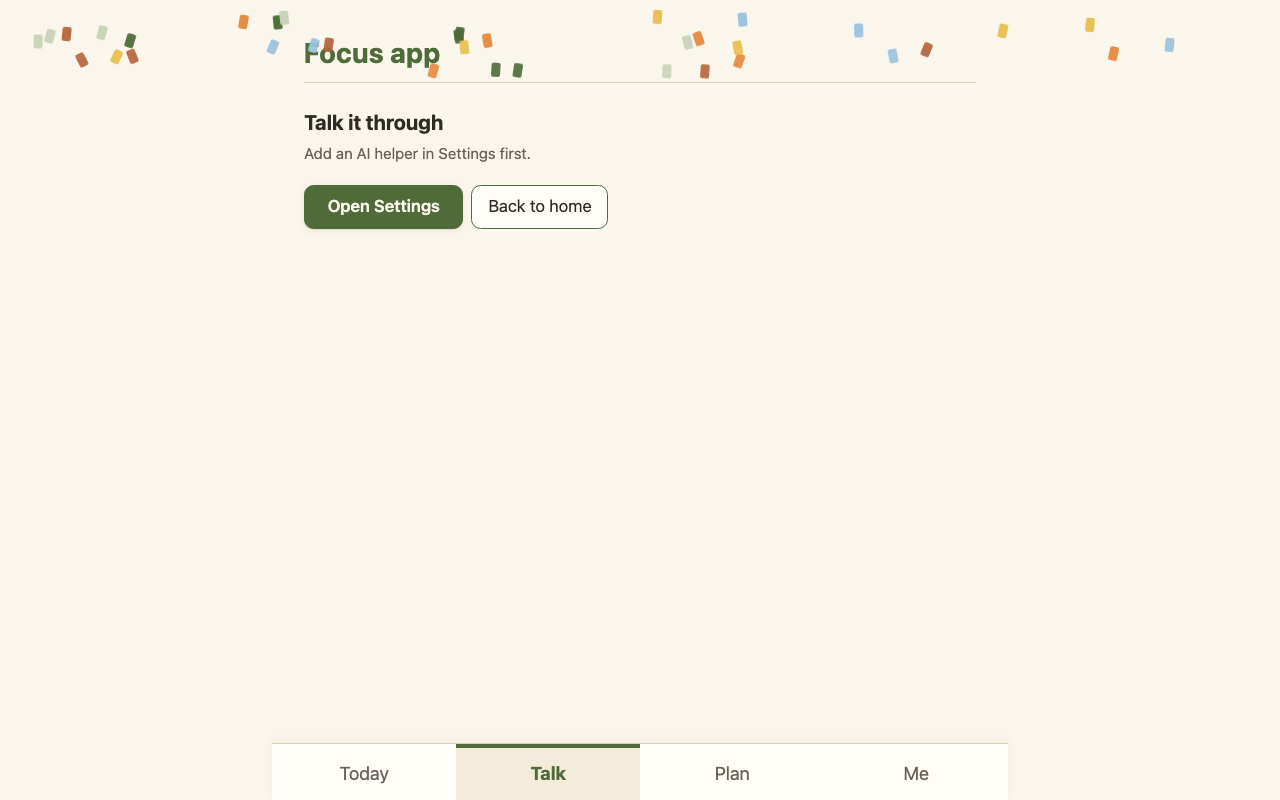 Focus app
Talk it through
Add an AI helper in Settings first.
Open Settings
Back to home
Today
Talk
Plan
Me